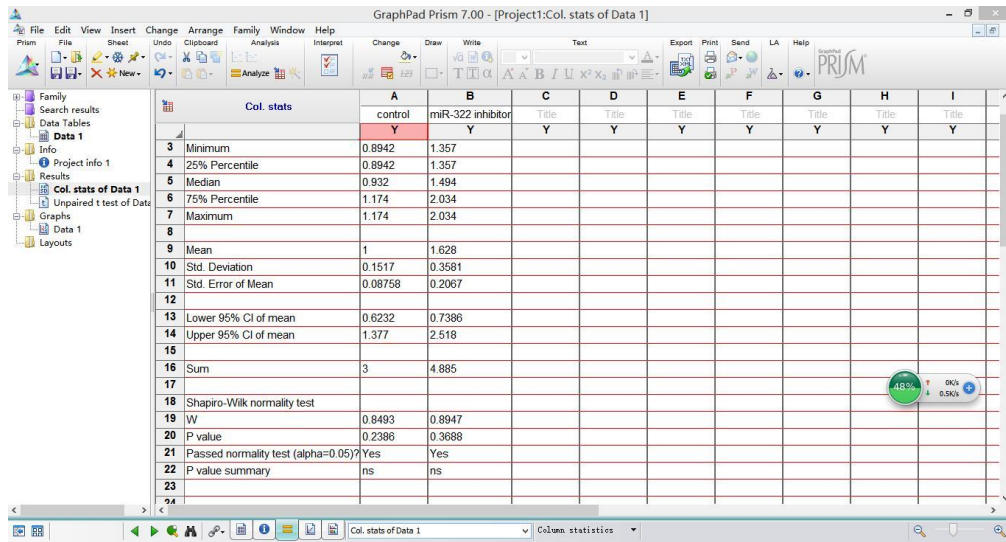 GraphPad Prism 7.00 - [Project1:Col. stats of Data 1]
File Edit View Insert Change Arrange Family Window Help
Prism File Sheet Undo Clipboard Analysis Interpret Change Draw Write Text Export Print Send LA Help
New Analyze GraphPad PRISM
Family
Search results
Data Tables
Data 1
Info
Project info 1
Results
Col. stats of Data 1
Unpaired t test of Data
Graphs
Data 1
Layouts
Col. stats A B C D E F G H I
control miR-322 inhibitor Title Title Title Title Title Title Title
Y Y Y Y Y Y Y Y Y
3 Minimum 0.8942 1.357
4 25% Percentile 0.8942 1.357
5 Median 0.932 1.494
6 75% Percentile 1.174 2.034
7 Maximum 1.174 2.034
8
9 Mean 1 1.628
10 Std. Deviation 0.1517 0.3581
11 Std. Error of Mean 0.08758 0.2067
12
13 Lower 95% CI of mean 0.6232 0.7386
14 Upper 95% CI of mean 1.377 2.518
15
16 Sum 3 4.885
17
18 Shapiro-Wilk normality test
19 W 0.8493 0.8947
20 P value 0.2386 0.3688
21 Passed normality test (alpha=0.05)? Yes Yes
22 P value summary ns ns
23
24
48% 0K/s
0.5K/s
Col. stats of Data 1 Column statistics